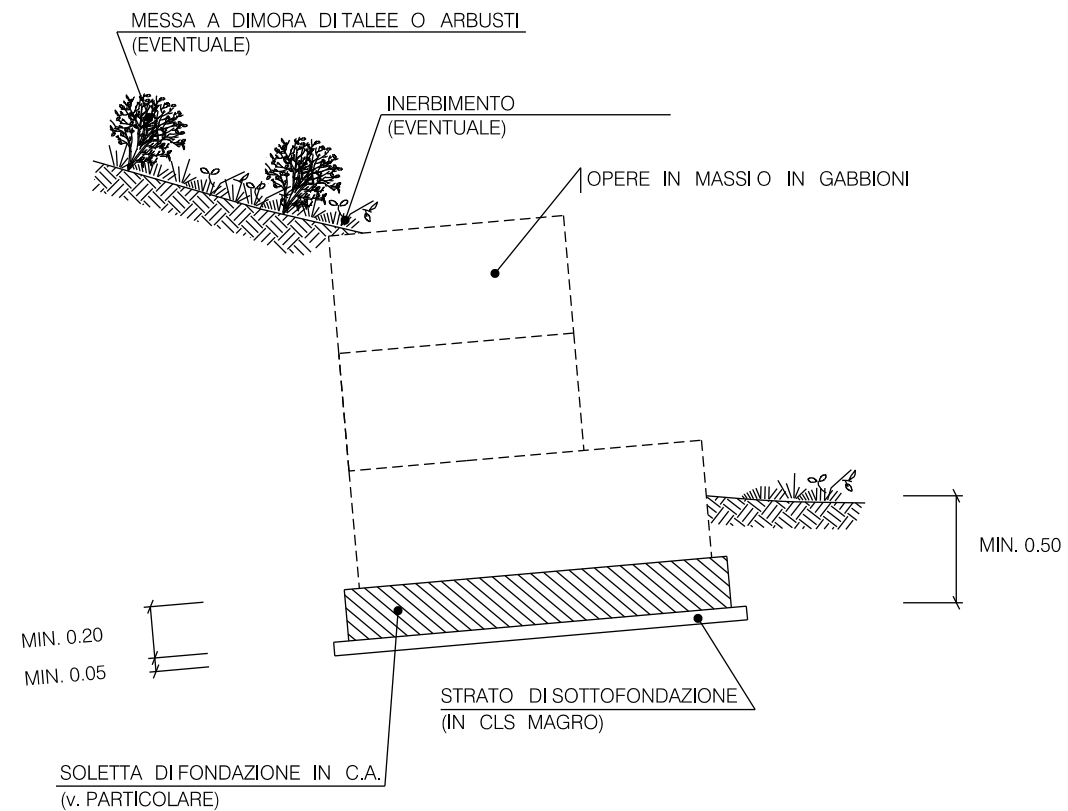 MESSA A DIMORA DI TALEE O ARBUSTI
(EVENTUALE)
INERBIMENTO
(EVENTUALE)
OPERE IN MASSI O IN GABBIONI
MIN. 0.50
MIN. 0.20
MIN. 0.05
STRATO DI SOTTOFONDAZIONE
(IN CLS MAGRO)
SOLETTA DI FONDAZIONE IN C.A.
(v. PARTICOLARE)